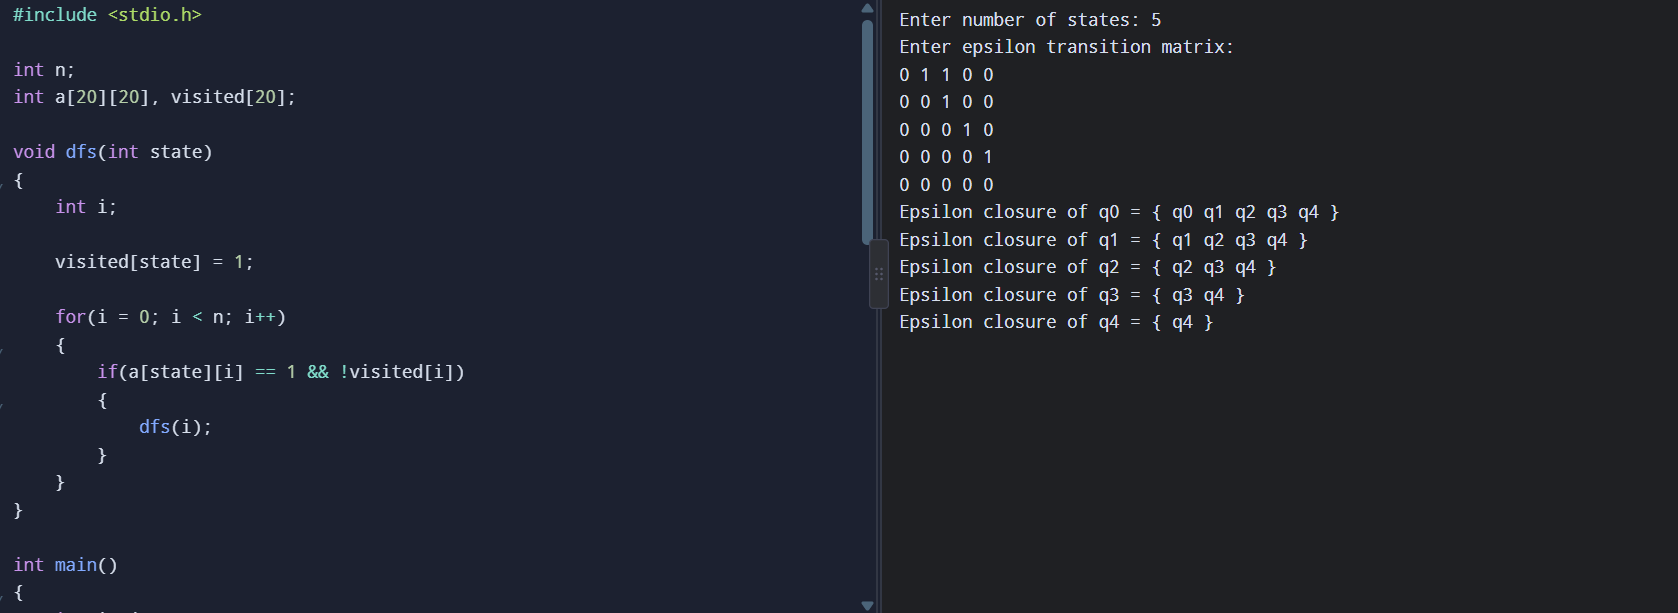 #include <stdio.h>

int n;
int a[20][20], visited[20];

void dfs(int state)
{
    int i;

    visited[state] = 1;

    for(i = 0; i < n; i++)
    {
        if(a[state][i] == 1 && !visited[i])
        {
            dfs(i);
        }
    }
}

int main()
{
Enter number of states: 5
Enter epsilon transition matrix:
0 1 1 0 0
0 0 1 0 0
0 0 0 1 0
0 0 0 0 1
0 0 0 0 0
Epsilon closure of q0 = { q0 q1 q2 q3 q4 }
Epsilon closure of q1 = { q1 q2 q3 q4 }
Epsilon closure of q2 = { q2 q3 q4 }
Epsilon closure of q3 = { q3 q4 }
Epsilon closure of q4 = { q4 }